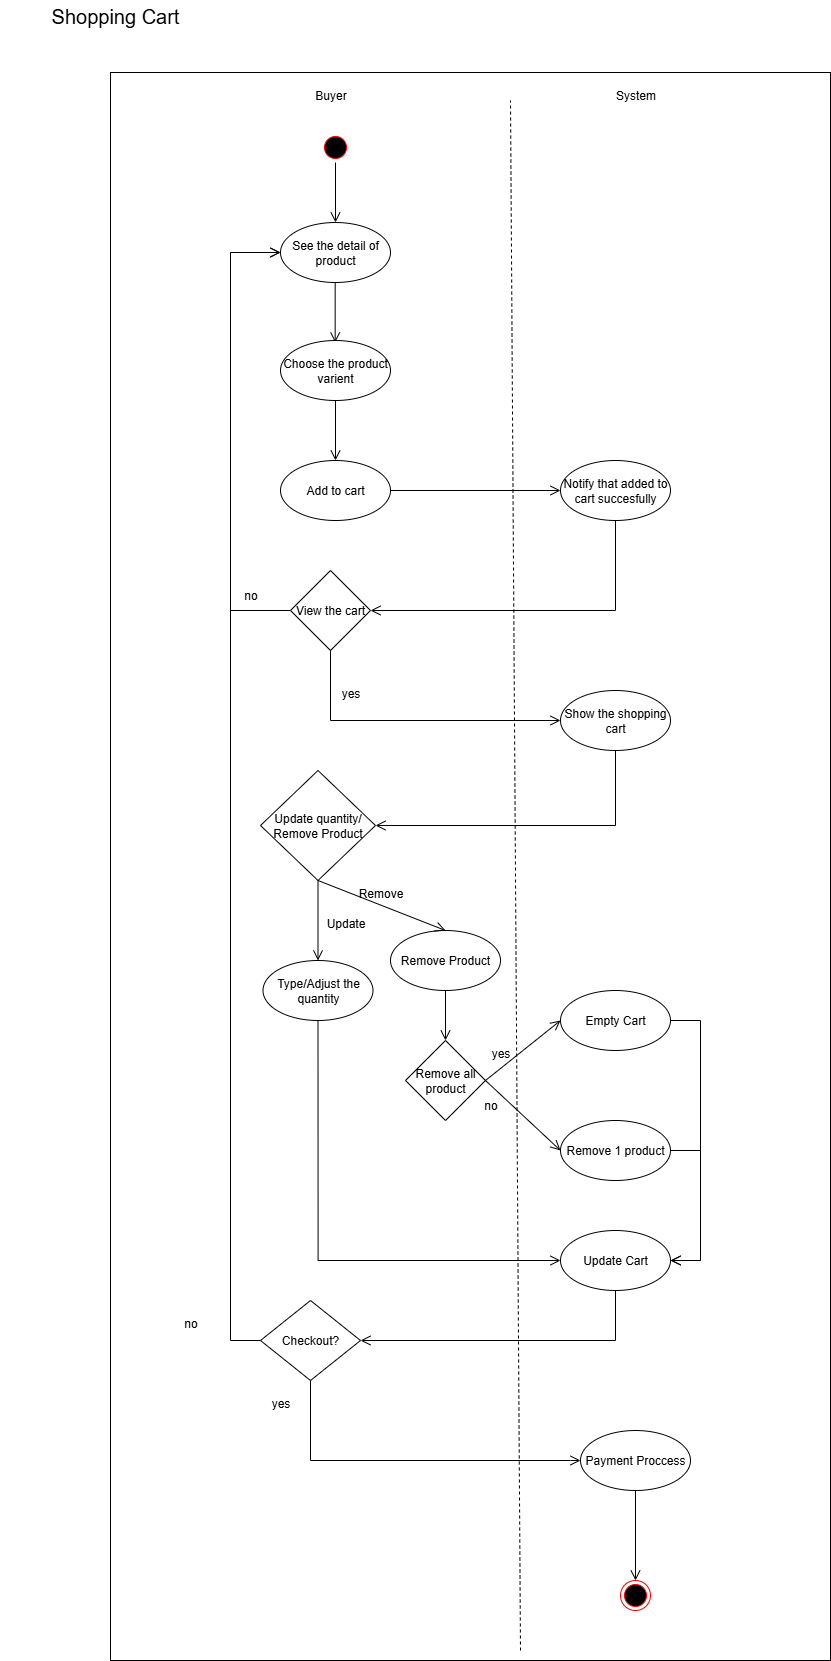 Shopping Cart
Buyer
System
See the detail of
product
Choose the product
varient
Add to cart
Notify that added to
cart succesfully
no
View the cart
yes
Show the shopping
cart
Update quantity/
Remove Product
Remove
Update
Remove Product
Type/Adjust the
quantity
Empty Cart
yes
Remove all
product
no
Remove 1 product
Update Cart
no
Checkout?
yes
Payment Proccess